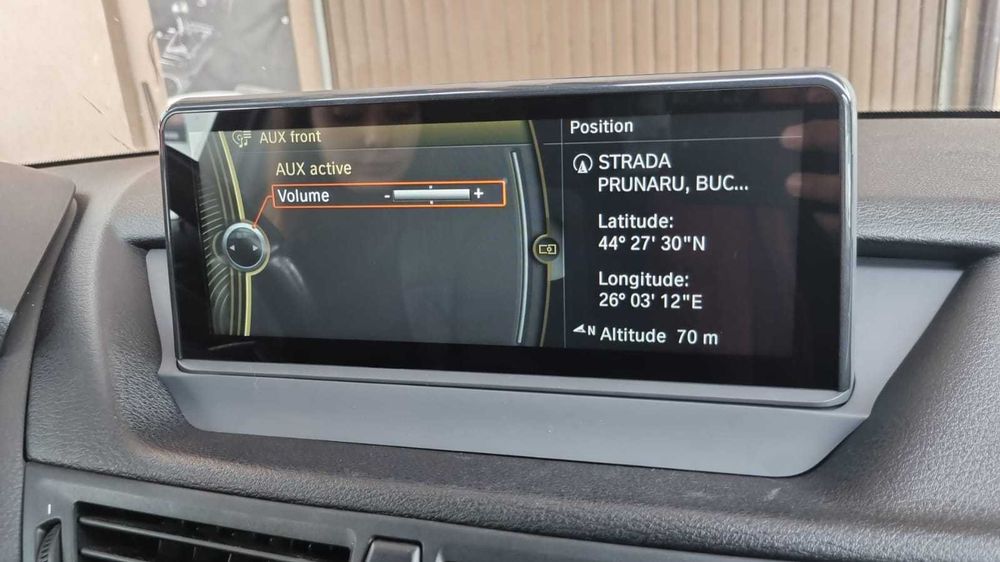 AUX front
AUX active
Volume
- +
Position
STRADA
PRUNARU, BUC...
Latitude:
44° 27' 30"N
Longitude:
26° 03' 12"E
N Altitude 70 m